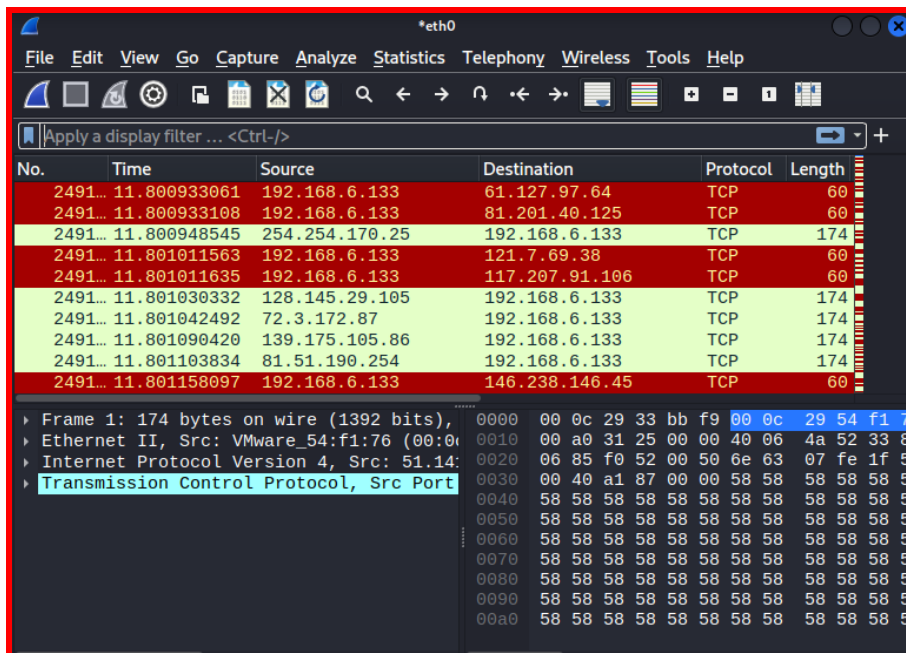 *eth0
File Edit View Go Capture Analyze Statistics Telephony Wireless Tools Help
Apply a display filter … <Ctrl-/>
No. Time Source Destination Protocol Length
2491… 11.800933061 192.168.6.133 61.127.97.64 TCP 60
2491… 11.800933108 192.168.6.133 81.201.40.125 TCP 60
2491… 11.800948545 254.254.170.25 192.168.6.133 TCP 174
2491… 11.801011563 192.168.6.133 121.7.69.38 TCP 60
2491… 11.801011635 192.168.6.133 117.207.91.106 TCP 60
2491… 11.801030332 128.145.29.105 192.168.6.133 TCP 174
2491… 11.801042492 72.3.172.87 192.168.6.133 TCP 174
2491… 11.801090420 139.175.105.86 192.168.6.133 TCP 174
2491… 11.801103834 81.51.190.254 192.168.6.133 TCP 174
2491… 11.801158097 192.168.6.133 146.238.146.45 TCP 60
Frame 1: 174 bytes on wire (1392 bits),
Ethernet II, Src: VMware_54:f1:76 (00:0c
Internet Protocol Version 4, Src: 51.141
Transmission Control Protocol, Src Port
0000 00 0c 29 33 bb f9 00 0c 29 54 f1 7
0010 00 a0 31 25 00 00 40 06 4a 52 33 8
0020 06 85 f0 52 00 50 6e 63 07 fe 1f 5
0030 00 40 a1 87 00 00 58 58 58 58 58 5
0040 58 58 58 58 58 58 58 58 58 58 58 5
0050 58 58 58 58 58 58 58 58 58 58 58 5
0060 58 58 58 58 58 58 58 58 58 58 58 5
0070 58 58 58 58 58 58 58 58 58 58 58 5
0080 58 58 58 58 58 58 58 58 58 58 58 5
0090 58 58 58 58 58 58 58 58 58 58 58 5
00a0 58 58 58 58 58 58 58 58 58 58 58 5